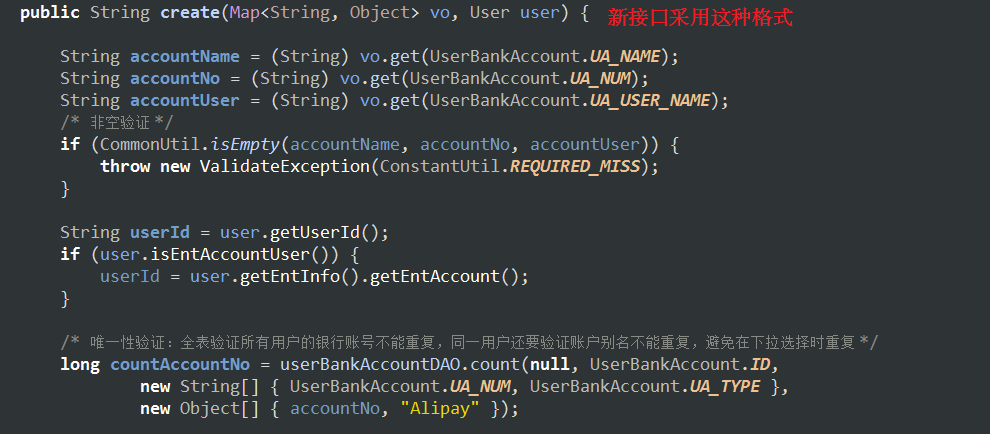 public String create(Map<String, Object> vo, User user) { 新接口采用这种格式
String accountName = (String) vo.get(UserBankAccount.UA_NAME);
String accountNo = (String) vo.get(UserBankAccount.UA_NUM);
String accountUser = (String) vo.get(UserBankAccount.UA_USER_NAME);
/* 非空验证 */
if (CommonUtil.isEmpty(accountName, accountNo, accountUser)) {
throw new ValidateException(ConstantUtil.REQUIRED_MISS);
}
String userId = user.getUserId();
if (user.isEntAccountUser()) {
userId = user.getEntInfo().getEntAccount();
}
/* 唯一性验证：全表验证所有用户的银行账号不能重复，同一用户还要验证账户别名不能重复，避免在下拉选择时重复 */
long countAccountNo = userBankAccountDAO.count(null, UserBankAccount.ID,
new String[] { UserBankAccount.UA_NUM, UserBankAccount.UA_TYPE },
new Object[] { accountNo, "Alipay" });